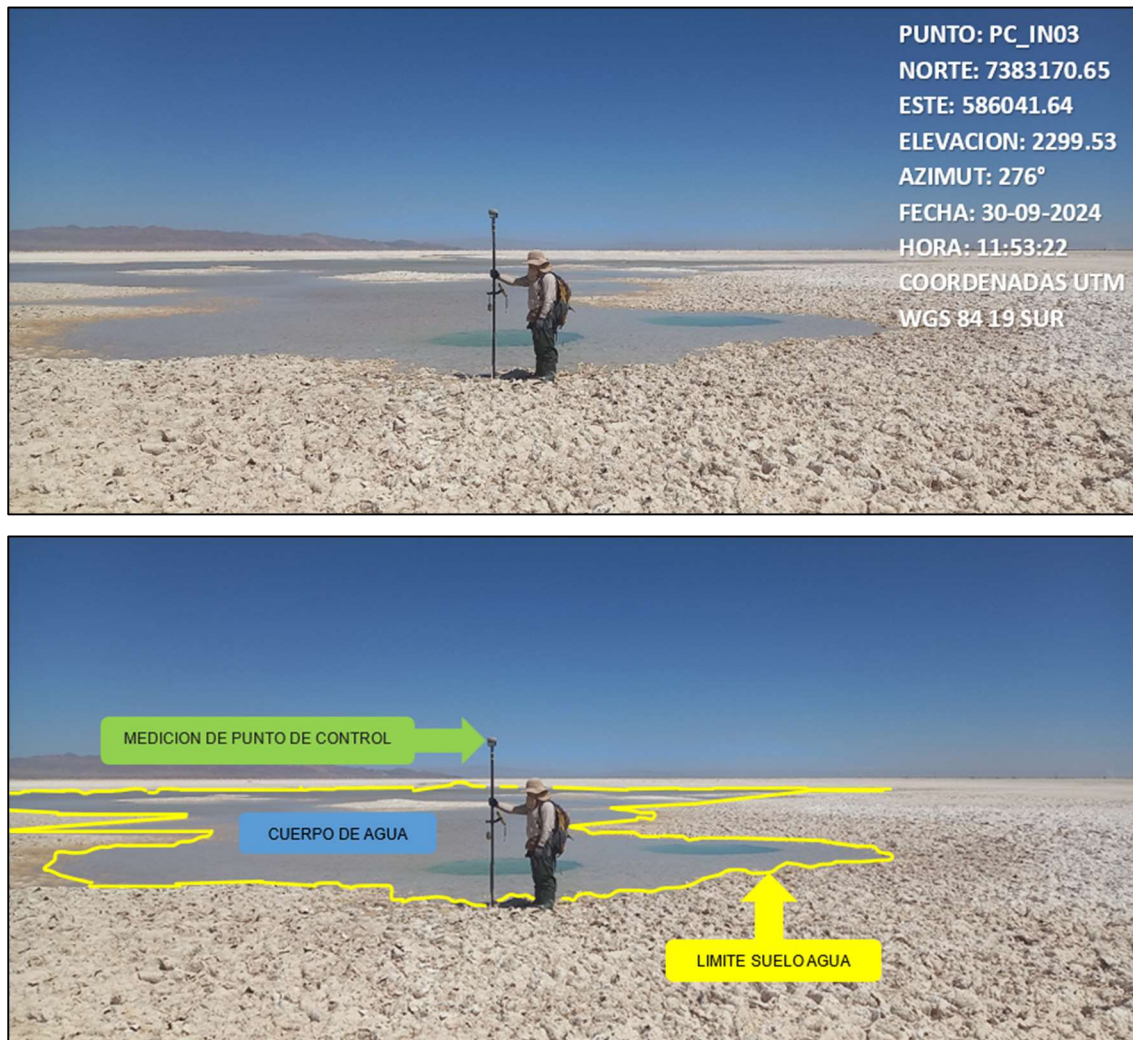 PUNTO: PC_IN03
NORTE: 7383170.65
ESTE: 586041.64
ELEVACION: 2299.53
AZIMUT: 276°
FECHA: 30-09-2024
HORA: 11:53:22
COORDENADAS UTM
WGS 84 19 SUR
MEDICION DE PUNTO DE CONTROL
CUERPO DE AGUA
LIMITE SUELO AGUA